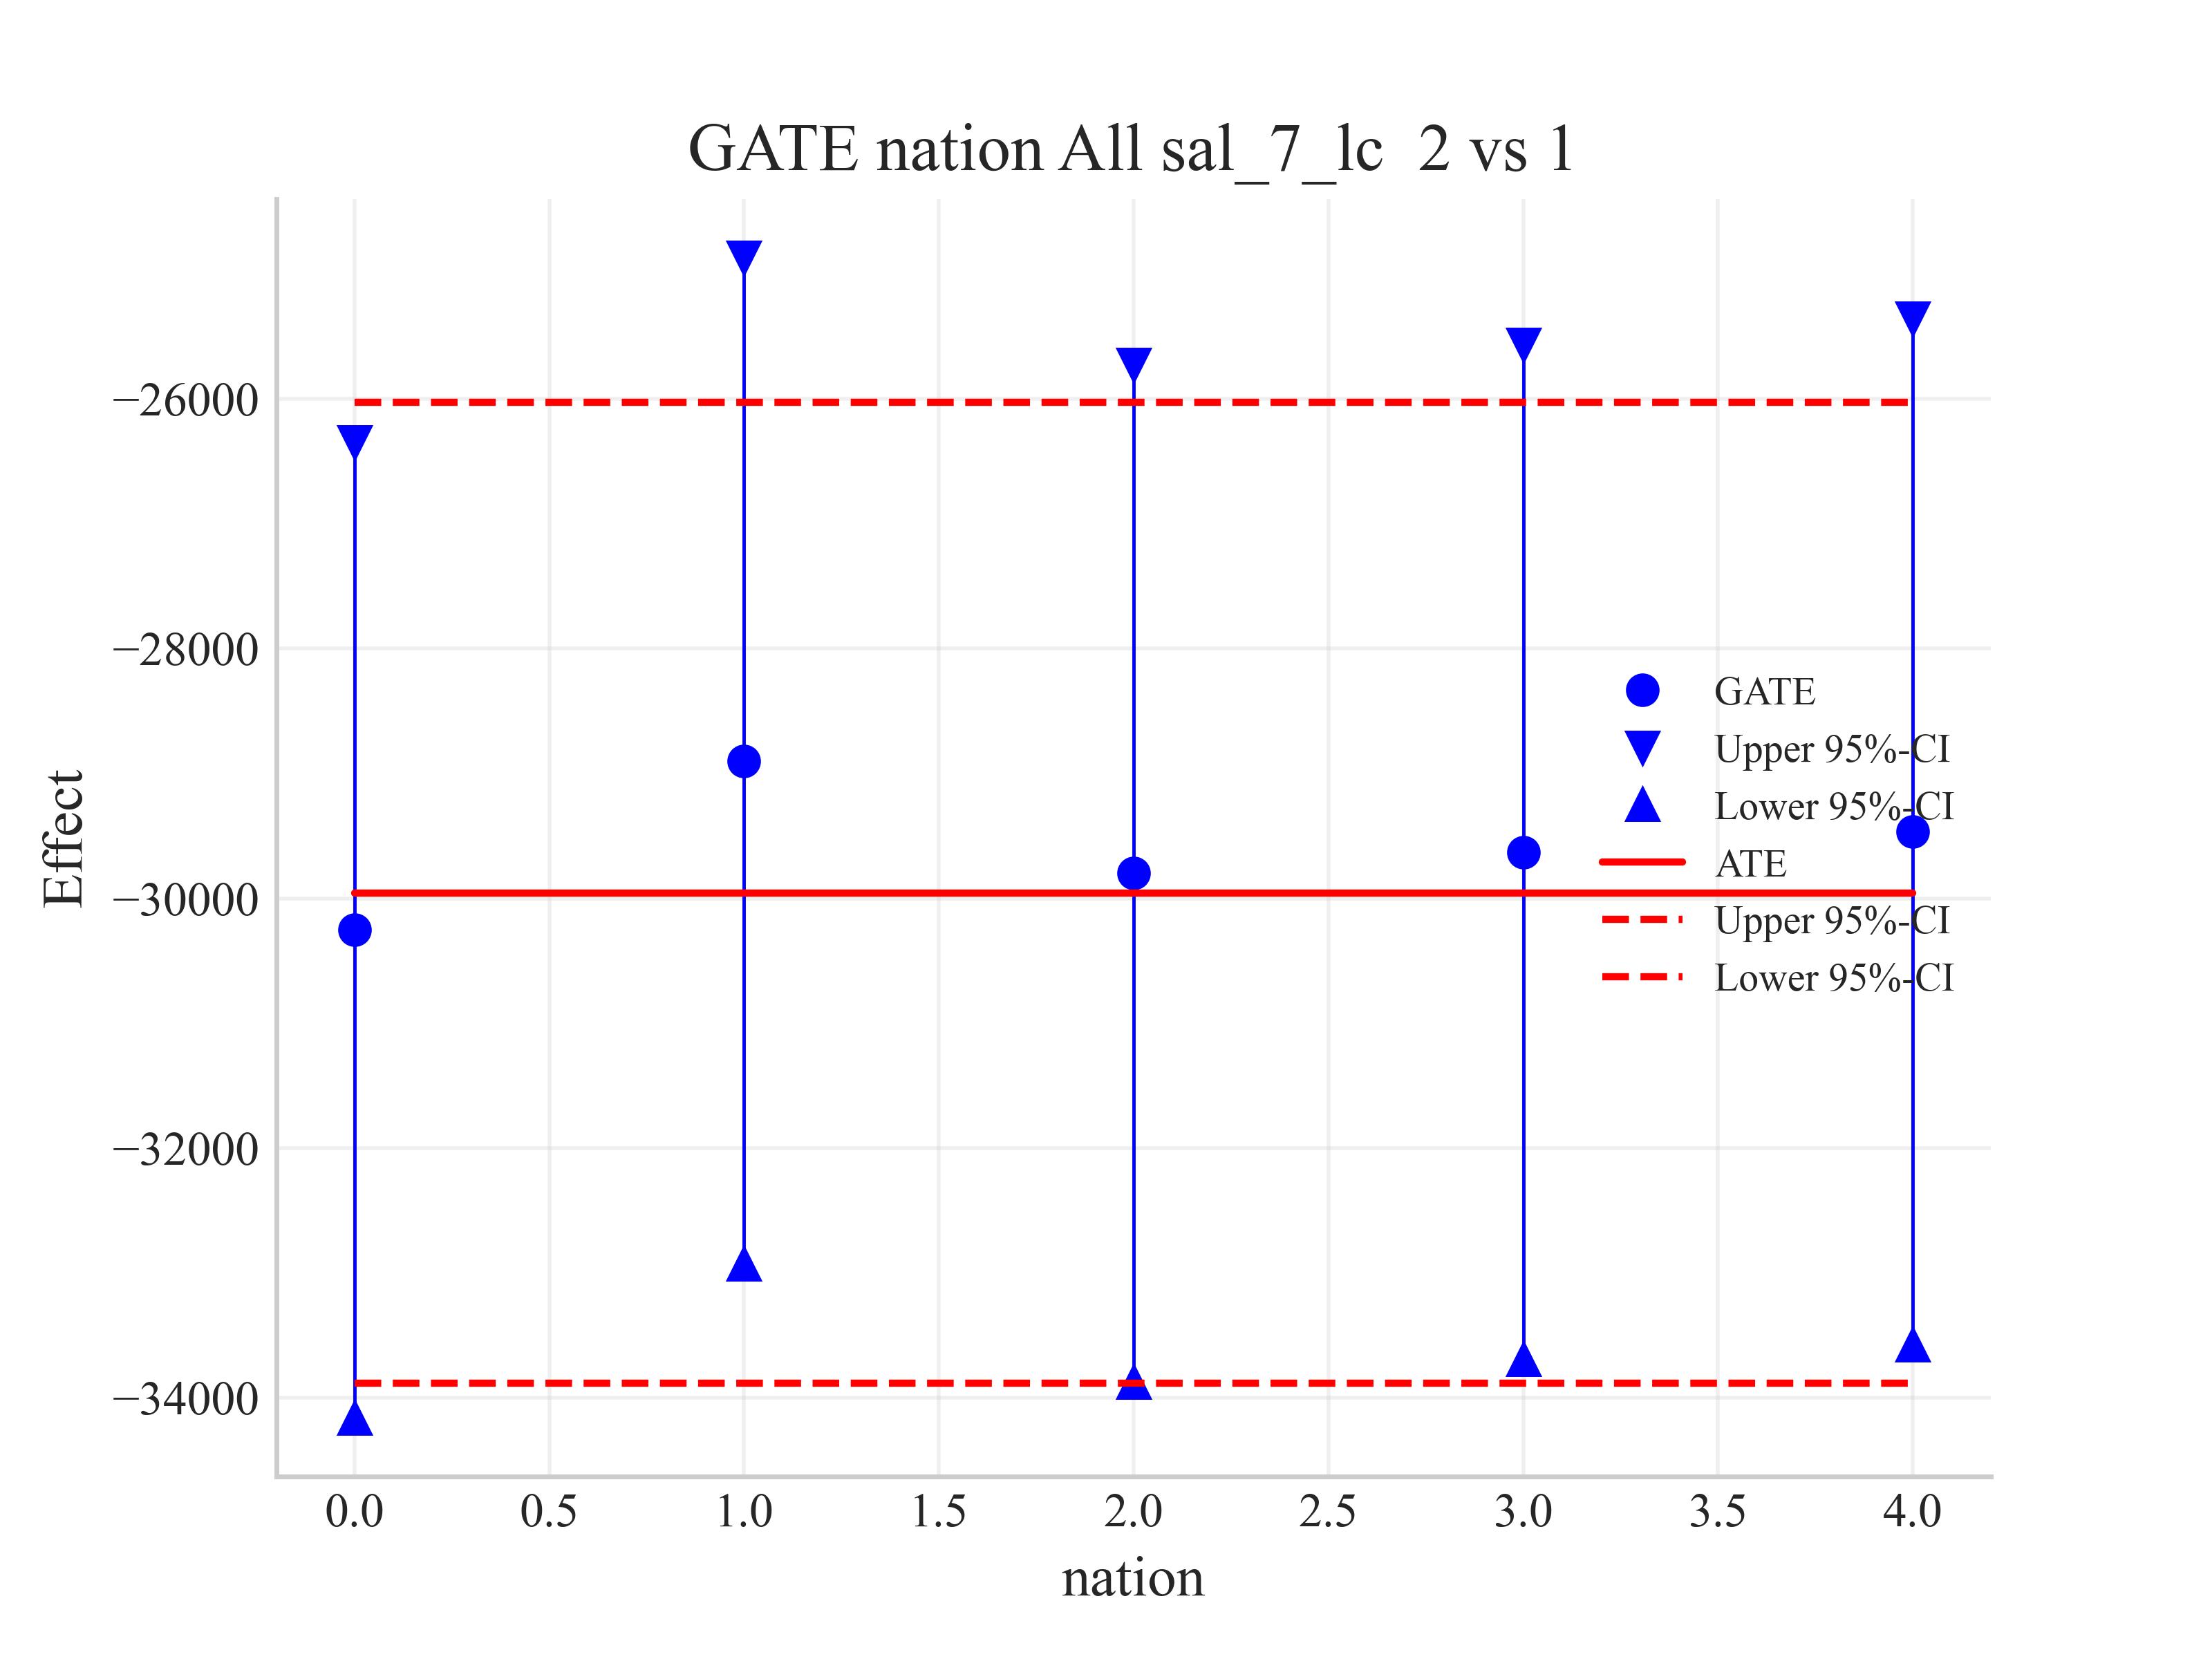 GATE nation All sal_7_lc  2 vs 1
Effect
−26000
−28000
−30000
−32000
−34000
GATE
Upper 95%-CI
Lower 95%-CI
ATE
Upper 95%-CI
Lower 95%-CI
0.0 0.5 1.0 1.5 2.0 2.5 3.0 3.5 4.0
nation